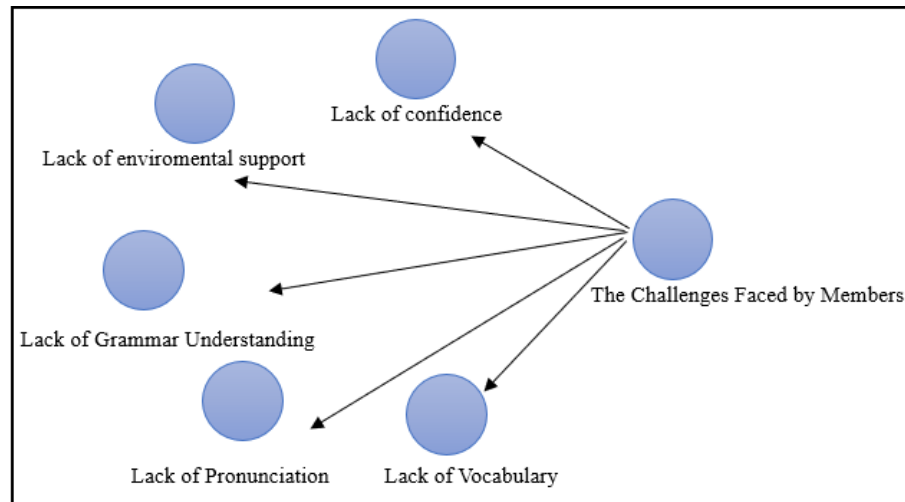 Lack of confidence
Lack of enviromental support
The Challenges Faced by Members
Lack of Grammar Understanding
Lack of Pronunciation
Lack of Vocabulary